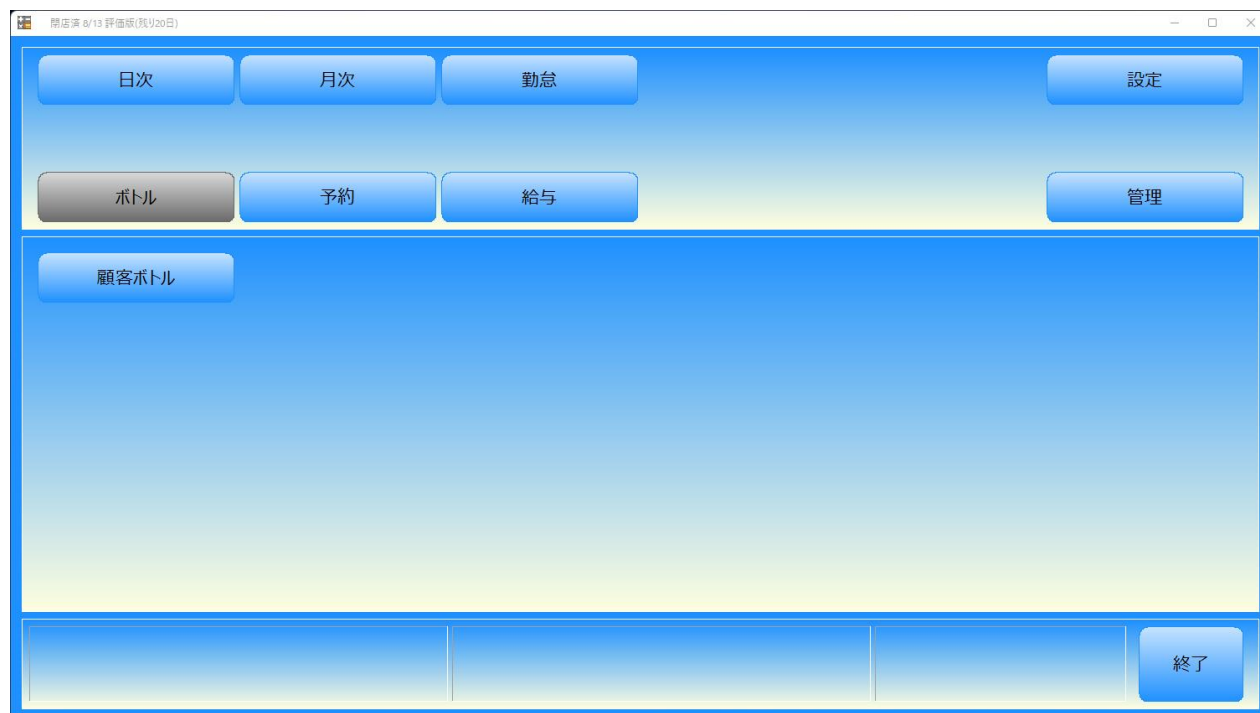 閉店済 8/13 評価版(残り20日)
日次 月次 勤怠 設定
ボトル 予約 給与 管理
顧客ボトル
終了